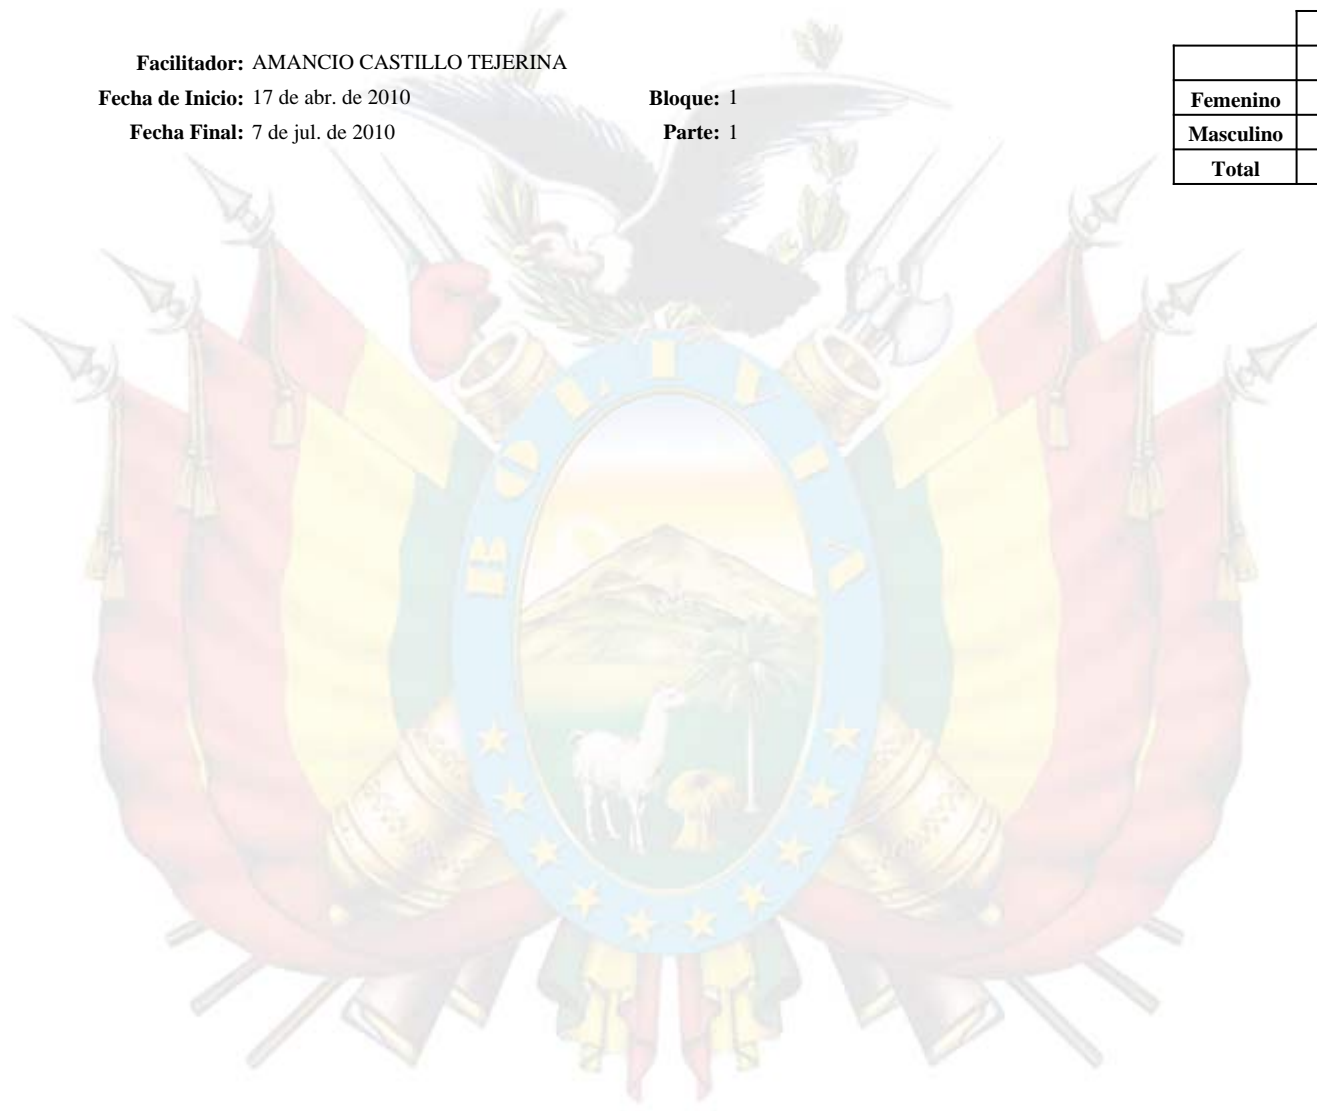 Facilitador: AMANCIO CASTILLO TEJERINA
Fecha de Inicio: 17 de abr. de 2010 Bloque: 1
Fecha Final: 7 de jul. de 2010 Parte: 1
Femenino
Masculino
Total
BOLIVIA